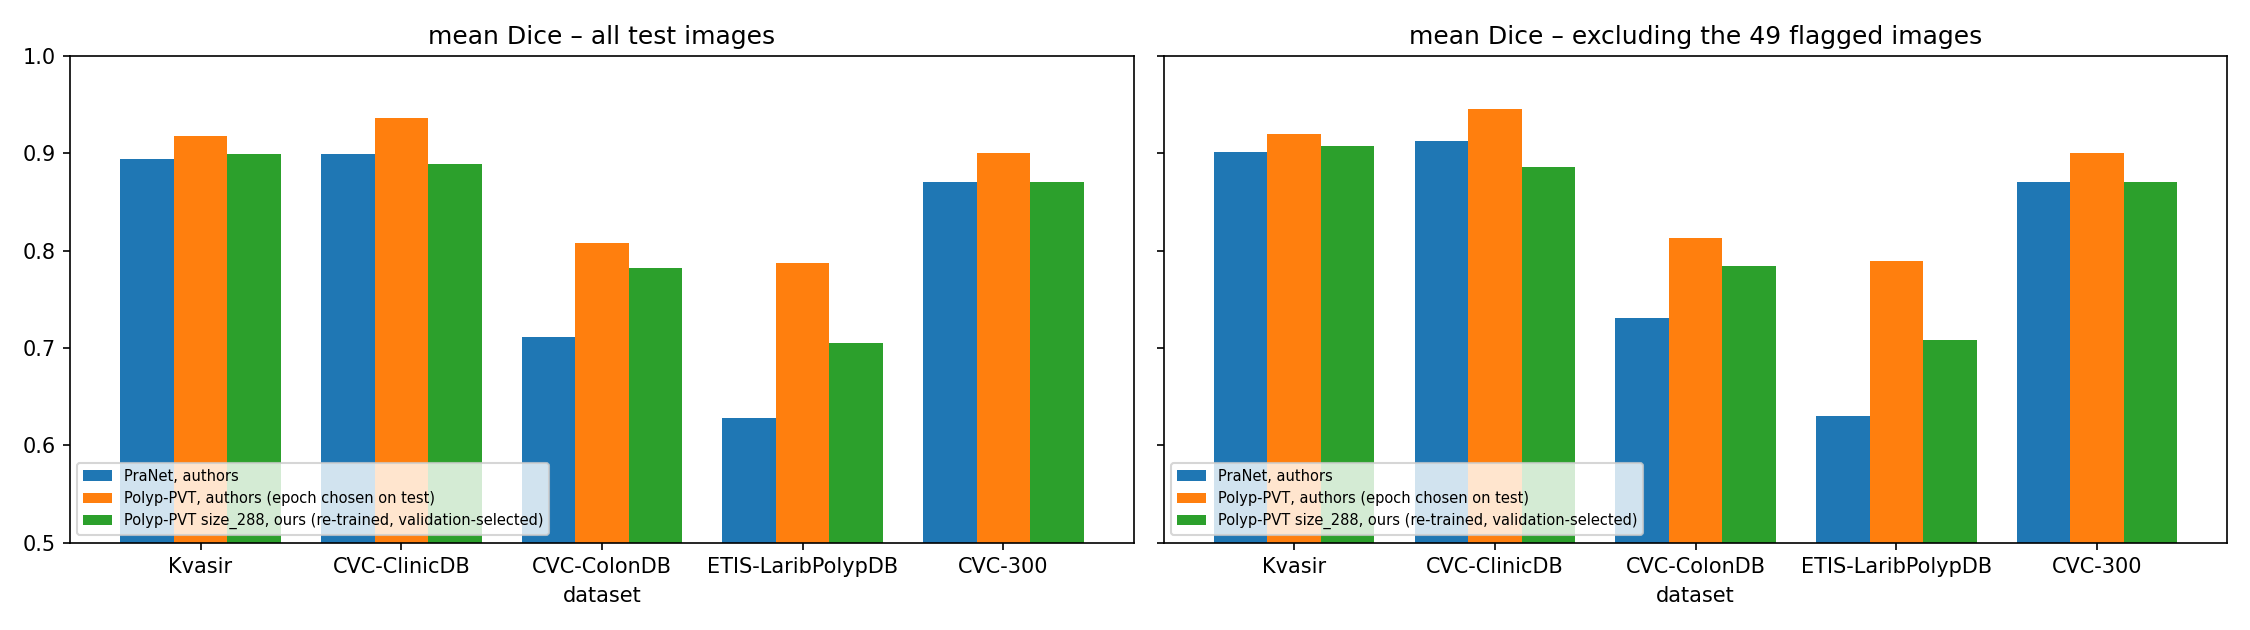 mean Dice – all test images
1.0
0.9
0.8
0.7
0.6
0.5
PraNet, authors
Polyp-PVT, authors (epoch chosen on test)
Polyp-PVT size_288, ours (re-trained, validation-selected)
Kvasir CVC-ClinicDB CVC-ColonDB ETIS-LaribPolypDB CVC-300
dataset
mean Dice – excluding the 49 flagged images
PraNet, authors
Polyp-PVT, authors (epoch chosen on test)
Polyp-PVT size_288, ours (re-trained, validation-selected)
Kvasir CVC-ClinicDB CVC-ColonDB ETIS-LaribPolypDB CVC-300
dataset